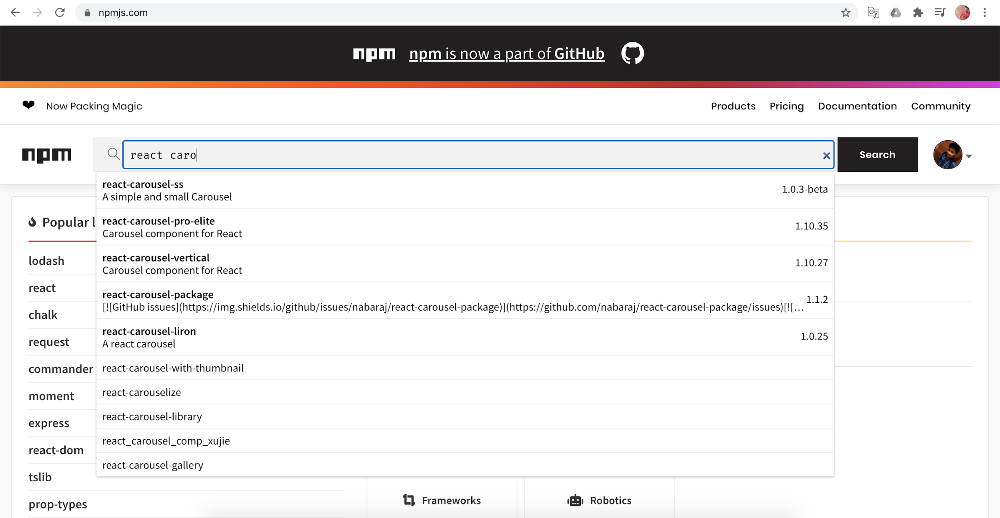 npmjs.com
npm npm is now a part of GitHub
Now Packing Magic
Products Pricing Documentation Community
npm react caro Search
react-carousel-ss
A simple and small Carousel
1.0.3-beta
react-carousel-pro-elite
Carousel component for React
1.10.35
react-carousel-vertical
Carousel component for React
1.10.27
react-carousel-package
[![GitHub issues](https://img.shields.io/github/issues/nabaraj/react-carousel-package)](https://github.com/nabaraj/react-carousel-package/issues)[![...
1.1.2
react-carousel-liron
A react carousel
1.0.25
react-carousel-with-thumbnail
react-carouselize
react-carousel-library
react_carousel_comp_xujie
react-carousel-gallery
Popular l
lodash
react
chalk
request
commander
moment
express
react-dom
tslib
prop-types
Frameworks
Robotics